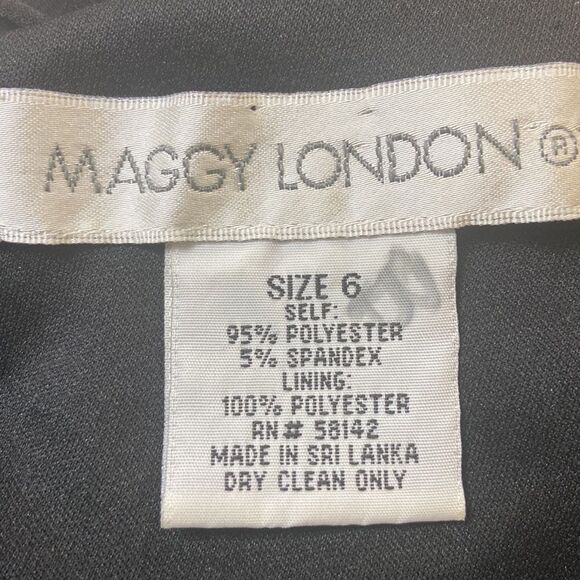 MAGGY LONDON®
SIZE 6
SELF:
95% POLYESTER
5% SPANDEX
LINING:
100% POLYESTER
RN# 58142
MADE IN SRI LANKA
DRY CLEAN ONLY